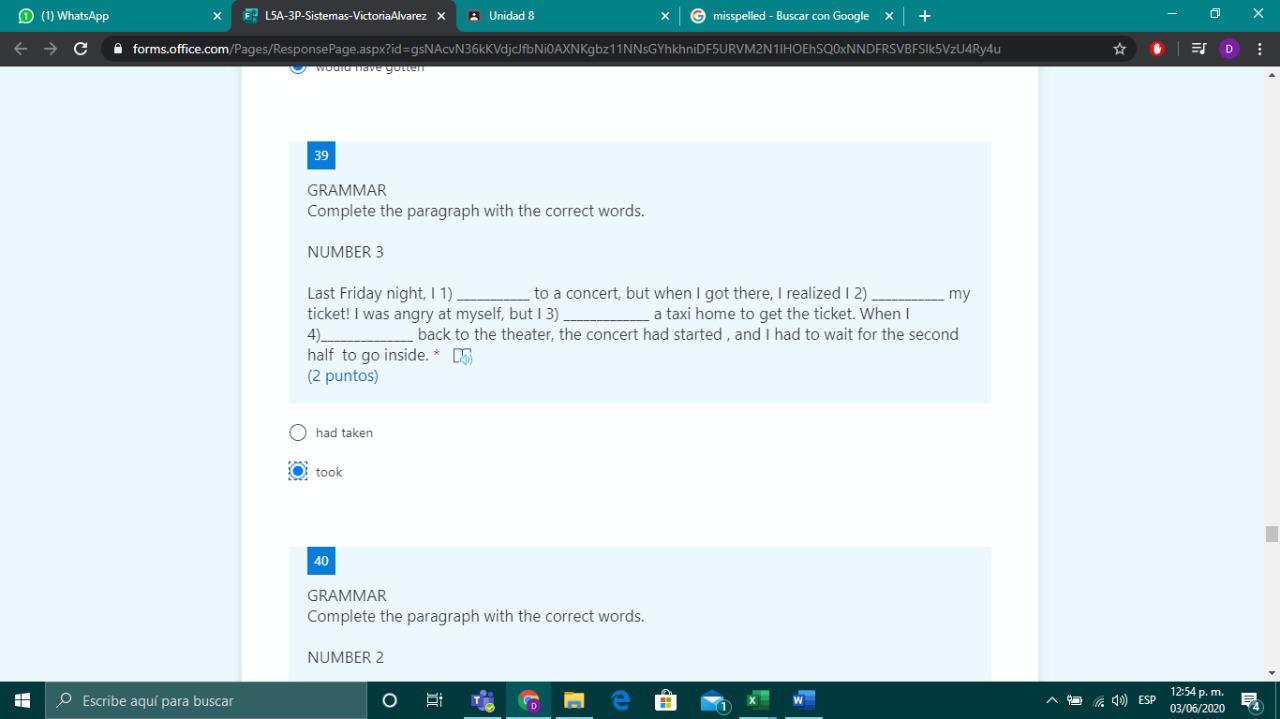 (1) WhatsApp
L5A-3P-Sistemas-VictoriaAlvarez
Unidad 8
misspelled - Buscar con Google
forms.office.com/Pages/ResponsePage.aspx?id=gsNAcvN36kKVdjcJfbNi0AXNKgbz11NNsGYhkhniDF5URVM2N1lHOEhSQ0xNNDFRSVBFSlk5VzU4Ry4u
D
would have gotten
39
GRAMMAR
Complete the paragraph with the correct words.
NUMBER 3
Last Friday night, I 1) ___________ to a concert, but when I got there, I realized I 2) ___________ my
ticket! I was angry at myself, but I 3) _____________ a taxi home to get the ticket. When I
4)______________ back to the theater, the concert had started , and I had to wait for the second
half to go inside. *
(2 puntos)
had taken
took
40
GRAMMAR
Complete the paragraph with the correct words.
NUMBER 2
Escribe aquí para buscar
1
ESP
12:54 p. m.
03/06/2020
4